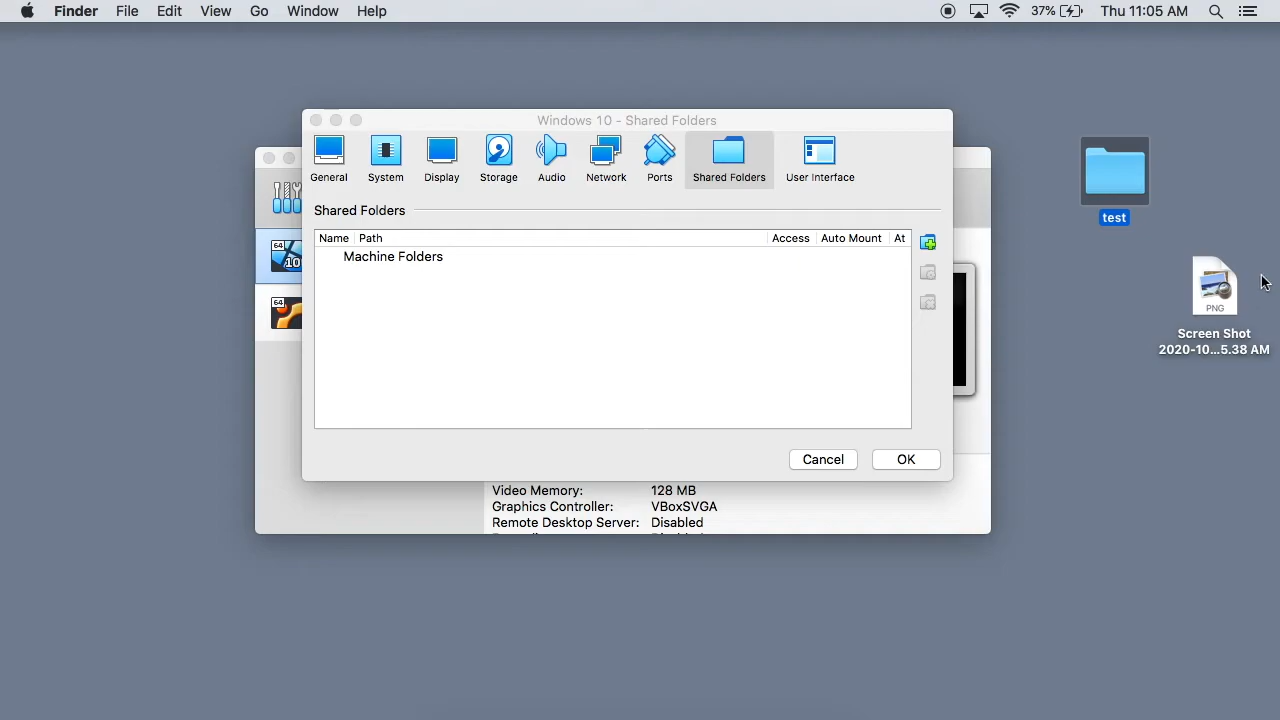 Finder File Edit View Go Window Help 37% Thu 11:05 AM
Windows 10 - Shared Folders
General System Display Storage Audio Network Ports Shared Folders User Interface
Shared Folders
Name Path Access Auto Mount At
Machine Folders
Cancel OK
64
10
64
Video Memory: 128 MB
Graphics Controller: VBoxSVGA
Remote Desktop Server: Disabled
test
PNG
Screen Shot
2020-10...5.38 AM